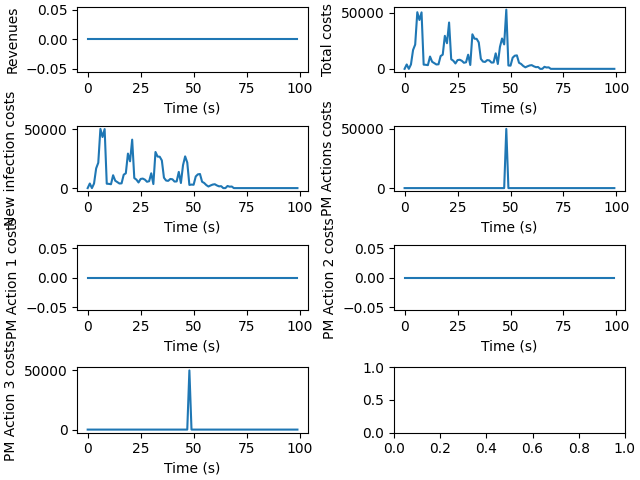 Revenues
0.05
0.00
−0.05
0 25 50 75 100
Time (s)
Total costs
50000
0
0 25 50 75 100
Time (s)
New infection costs
50000
0
0 25 50 75 100
Time (s)
PM Actions costs
50000
0
0 25 50 75 100
Time (s)
PM Action 1 costs
0.05
0.00
−0.05
0 25 50 75 100
Time (s)
PM Action 2 costs
0.05
0.00
−0.05
0 25 50 75 100
Time (s)
PM Action 3 costs
50000
0
0 25 50 75 100
Time (s)
1.0
0.5
0.0
0.0 0.2 0.4 0.6 0.8 1.0